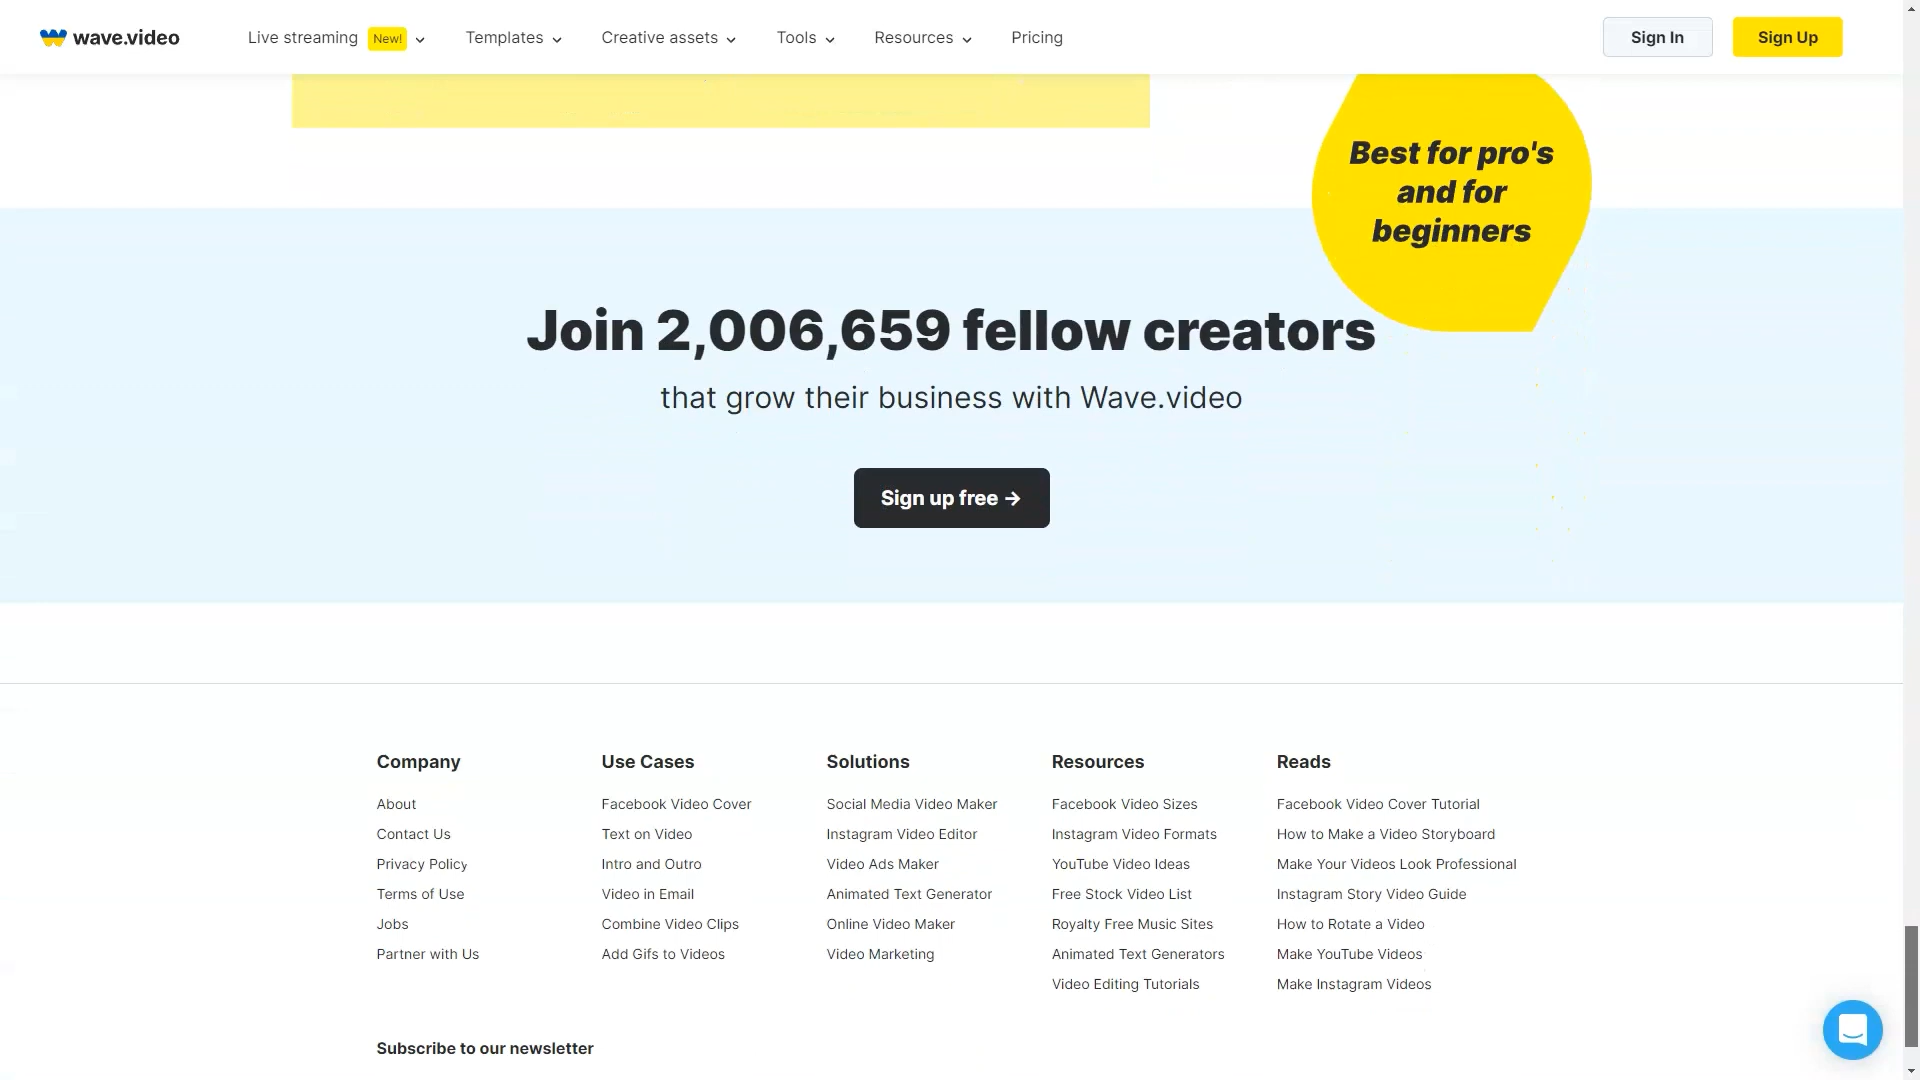 wave.video
Live streaming New!
Templates
Creative assets
Tools
Resources
Pricing
Sign In
Sign Up
Best for pro's
and for
beginners
Join 2,006,659 fellow creators
that grow their business with Wave.video
Sign up free →
Company
About
Contact Us
Privacy Policy
Terms of Use
Jobs
Partner with Us
Use Cases
Facebook Video Cover
Text on Video
Intro and Outro
Video in Email
Combine Video Clips
Add Gifs to Videos
Solutions
Social Media Video Maker
Instagram Video Editor
Video Ads Maker
Animated Text Generator
Online Video Maker
Video Marketing
Resources
Facebook Video Sizes
Instagram Video Formats
YouTube Video Ideas
Free Stock Video List
Royalty Free Music Sites
Animated Text Generators
Video Editing Tutorials
Reads
Facebook Video Cover Tutorial
How to Make a Video Storyboard
Make Your Videos Look Professional
Instagram Story Video Guide
How to Rotate a Video
Make YouTube Videos
Make Instagram Videos
Subscribe to our newsletter